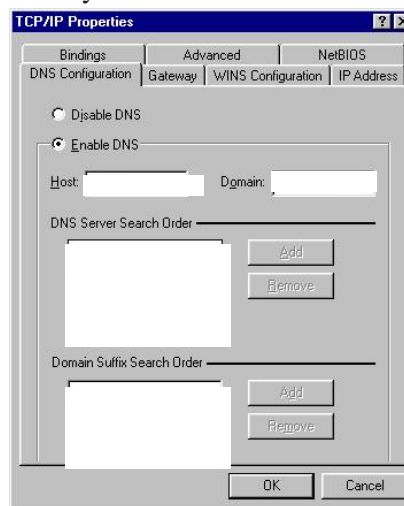 TCP/IP Properties
Bindings Advanced NetBIOS
DNS Configuration Gateway WINS Configuration IP Address
Disable DNS
Enable DNS
Host: Domain:
DNS Server Search Order
Add
Remove
Domain Suffix Search Order
Add
Remove
OK Cancel